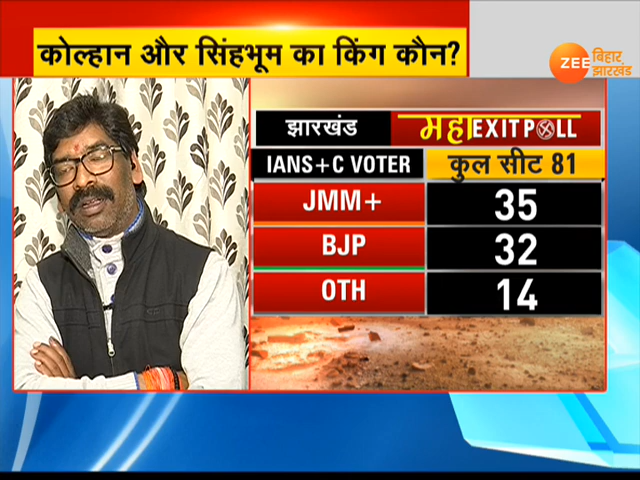 कोल्हान और सिंहभूम का किंग कौन?
ZEE बिहार झारखंड
झारखंड महा EXIT POLL
IANS+C VOTER कुल सीट 81
JMM+ 35
BJP 32
OTH 14